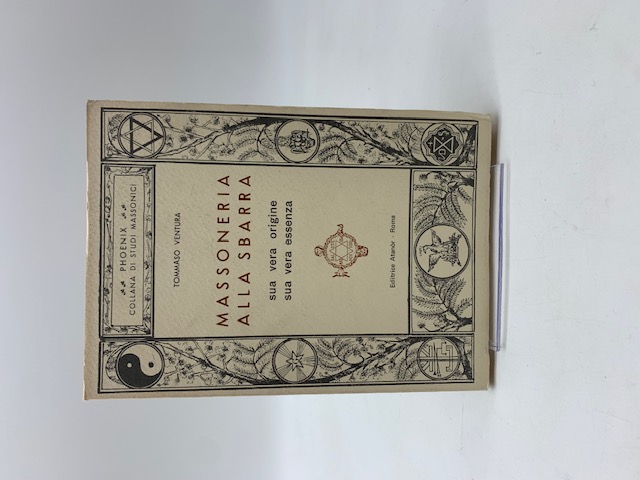 * * PHOENIX * *
COLLANA DI STUDI MASSONICI
TOMMASO VENTURA
MASSONERIA
ALLA SBARRA
sua vera origine
sua vera essenza
Editrice Atanòr - Roma